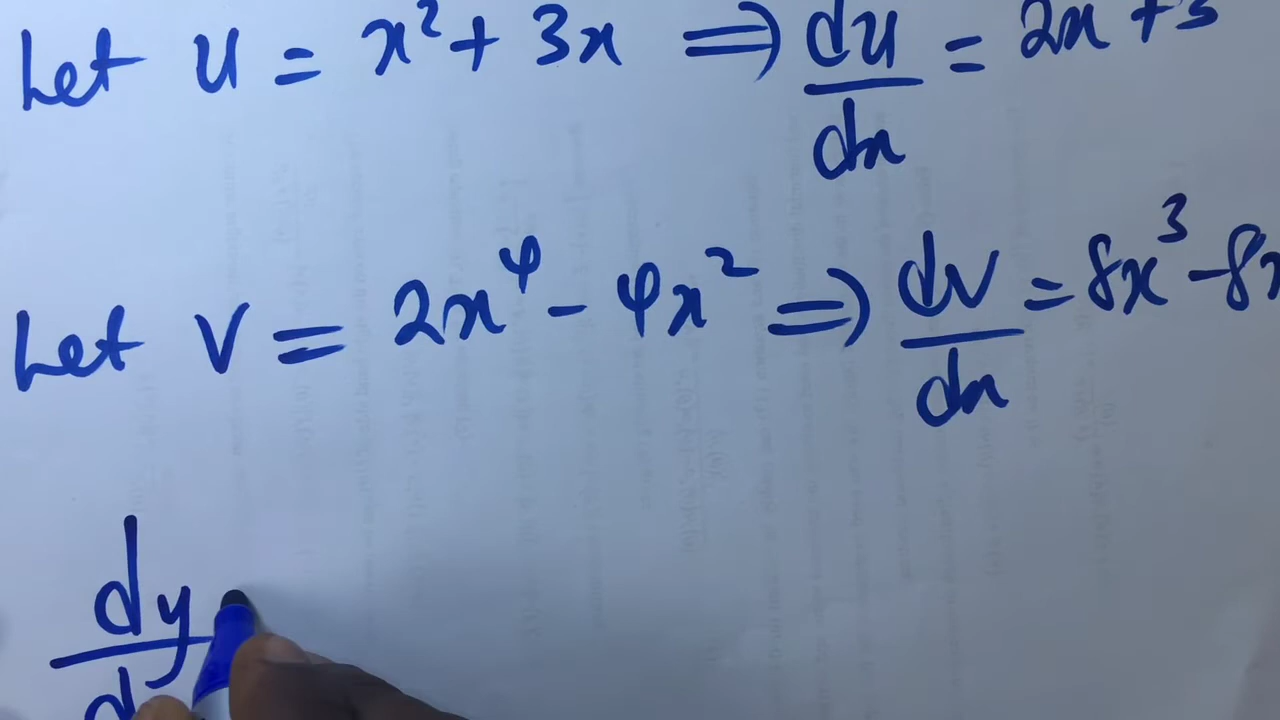 Let u = x² + 3x ⟹ du/dx = 2x + 3
Let v = 2x⁴ - 4x² ⟹ dv/dx = 8x³ - 8x
dy/d